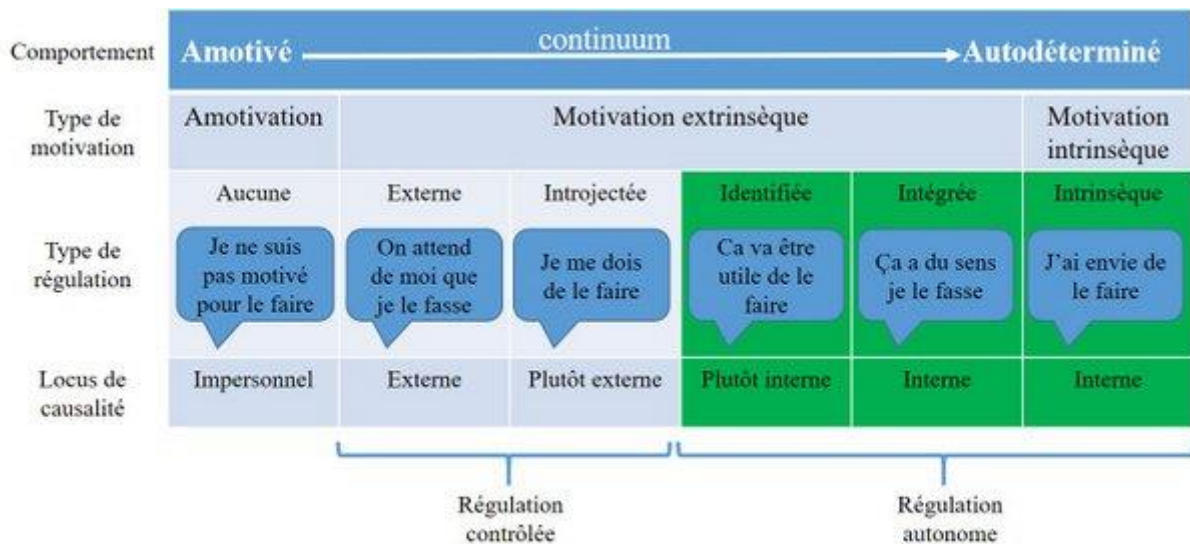 Comportement
Amotivé
continuum
Autodéterminé
Type de
motivation
Amotivation
Motivation extrinsèque
Motivation
intrinsèque
Type de
régulation
Aucune
Externe
Introjectée
Identifiée
Intégrée
Intrinsèque
Je ne suis
pas motivé
pour le faire
On attend
de moi que
je le fasse
Je me dois
de le faire
Ca va être
utile de le
faire
Ça a du sens
je le fasse
J’ai envie de
le faire
Locus de
causalité
Impersonnel
Externe
Plutôt externe
Plutôt interne
Interne
Interne
Régulation
contrôlée
Régulation
autonome